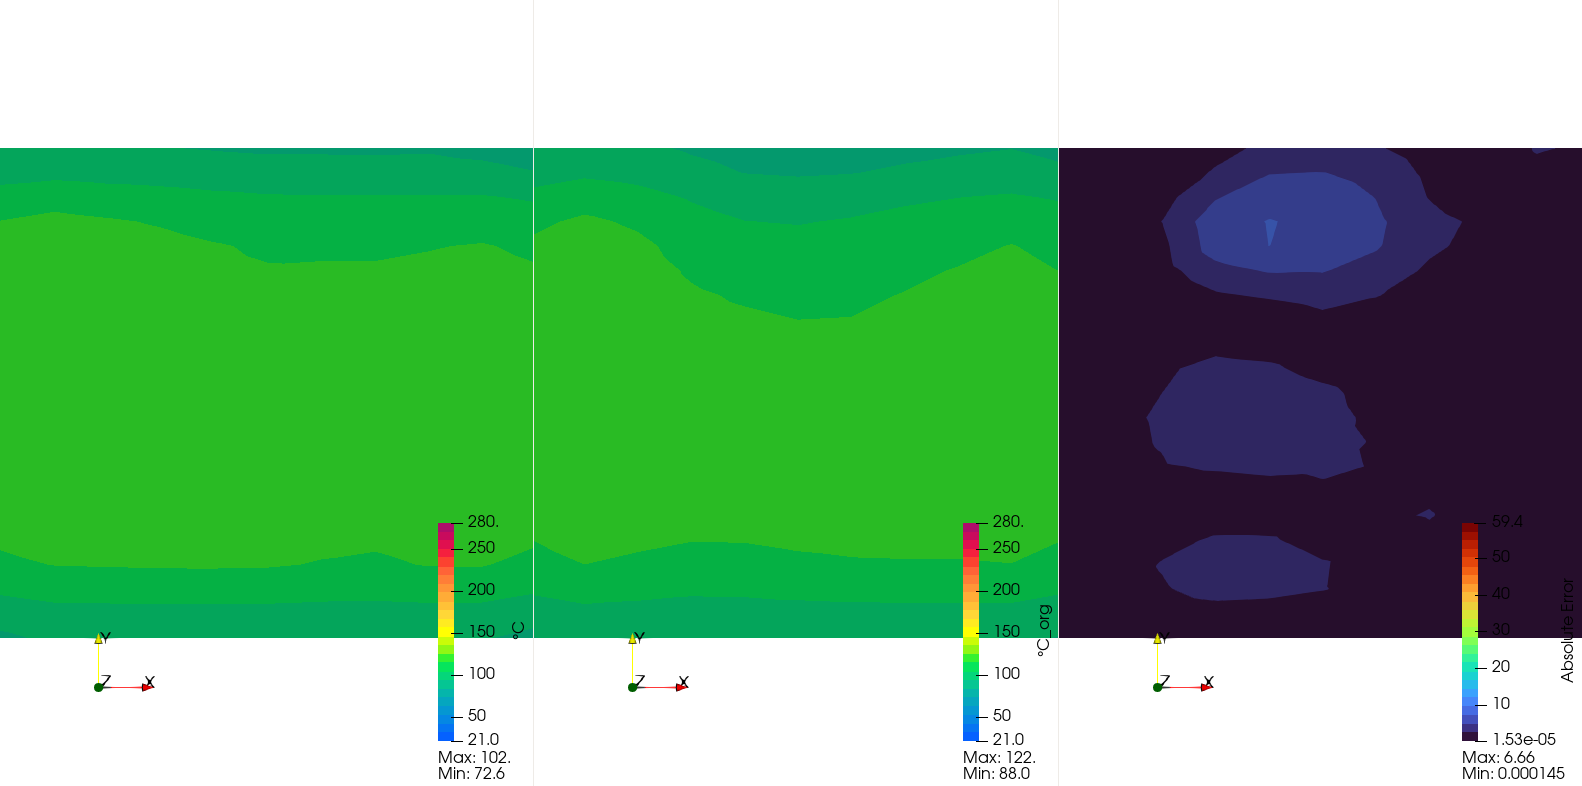 280.
250
200
150
100
50
21.0
°C
Max: 102.
Min: 72.6
Y
Z
X
280.
250
200
150
100
50
21.0
°C_org
Max: 122.
Min: 88.0
Y
Z
X
59.4
50
40
30
20
10
1.53e-05
Absolute Error
Max: 6.66
Min: 0.000145
Y
Z
X